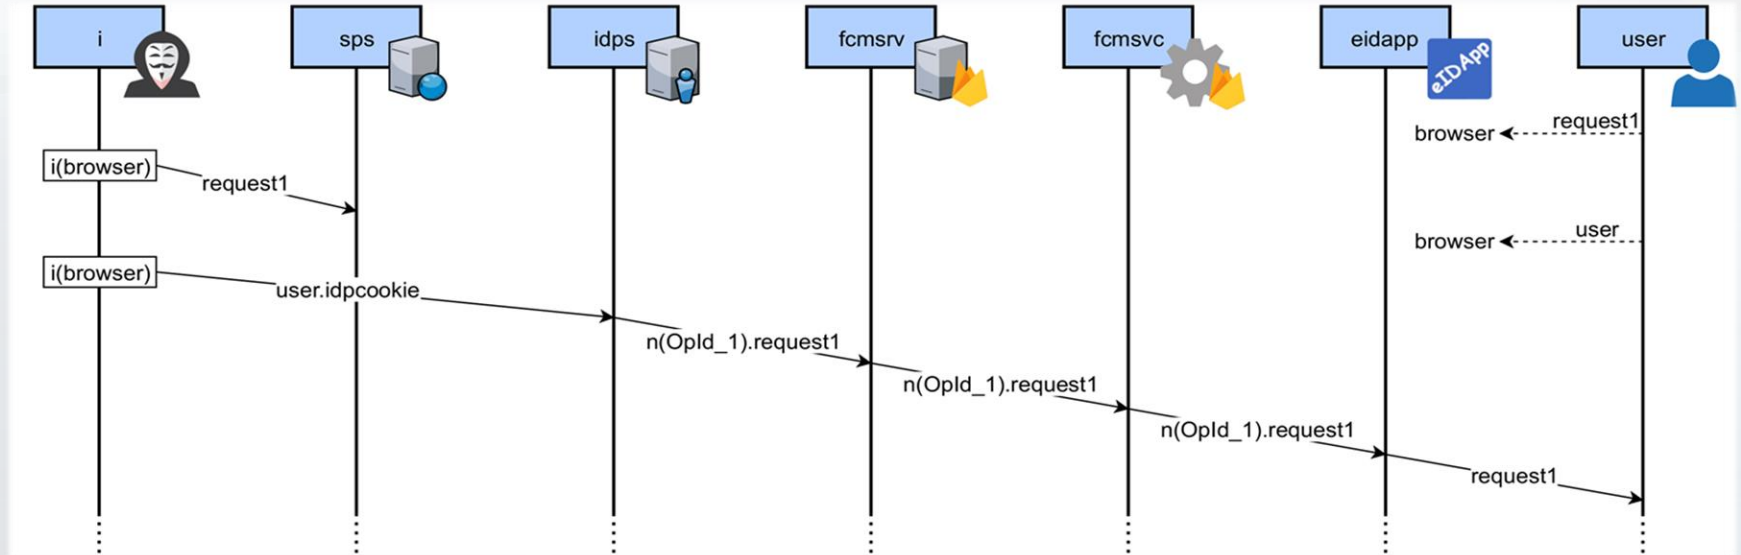 i
sps
idps
fcmsrv
fcmsvc
eidapp
eIDApp
user
request1
browser
i(browser)
request1
user
browser
i(browser)
user.idpcookie
n(OpId_1).request1
n(OpId_1).request1
n(OpId_1).request1
request1